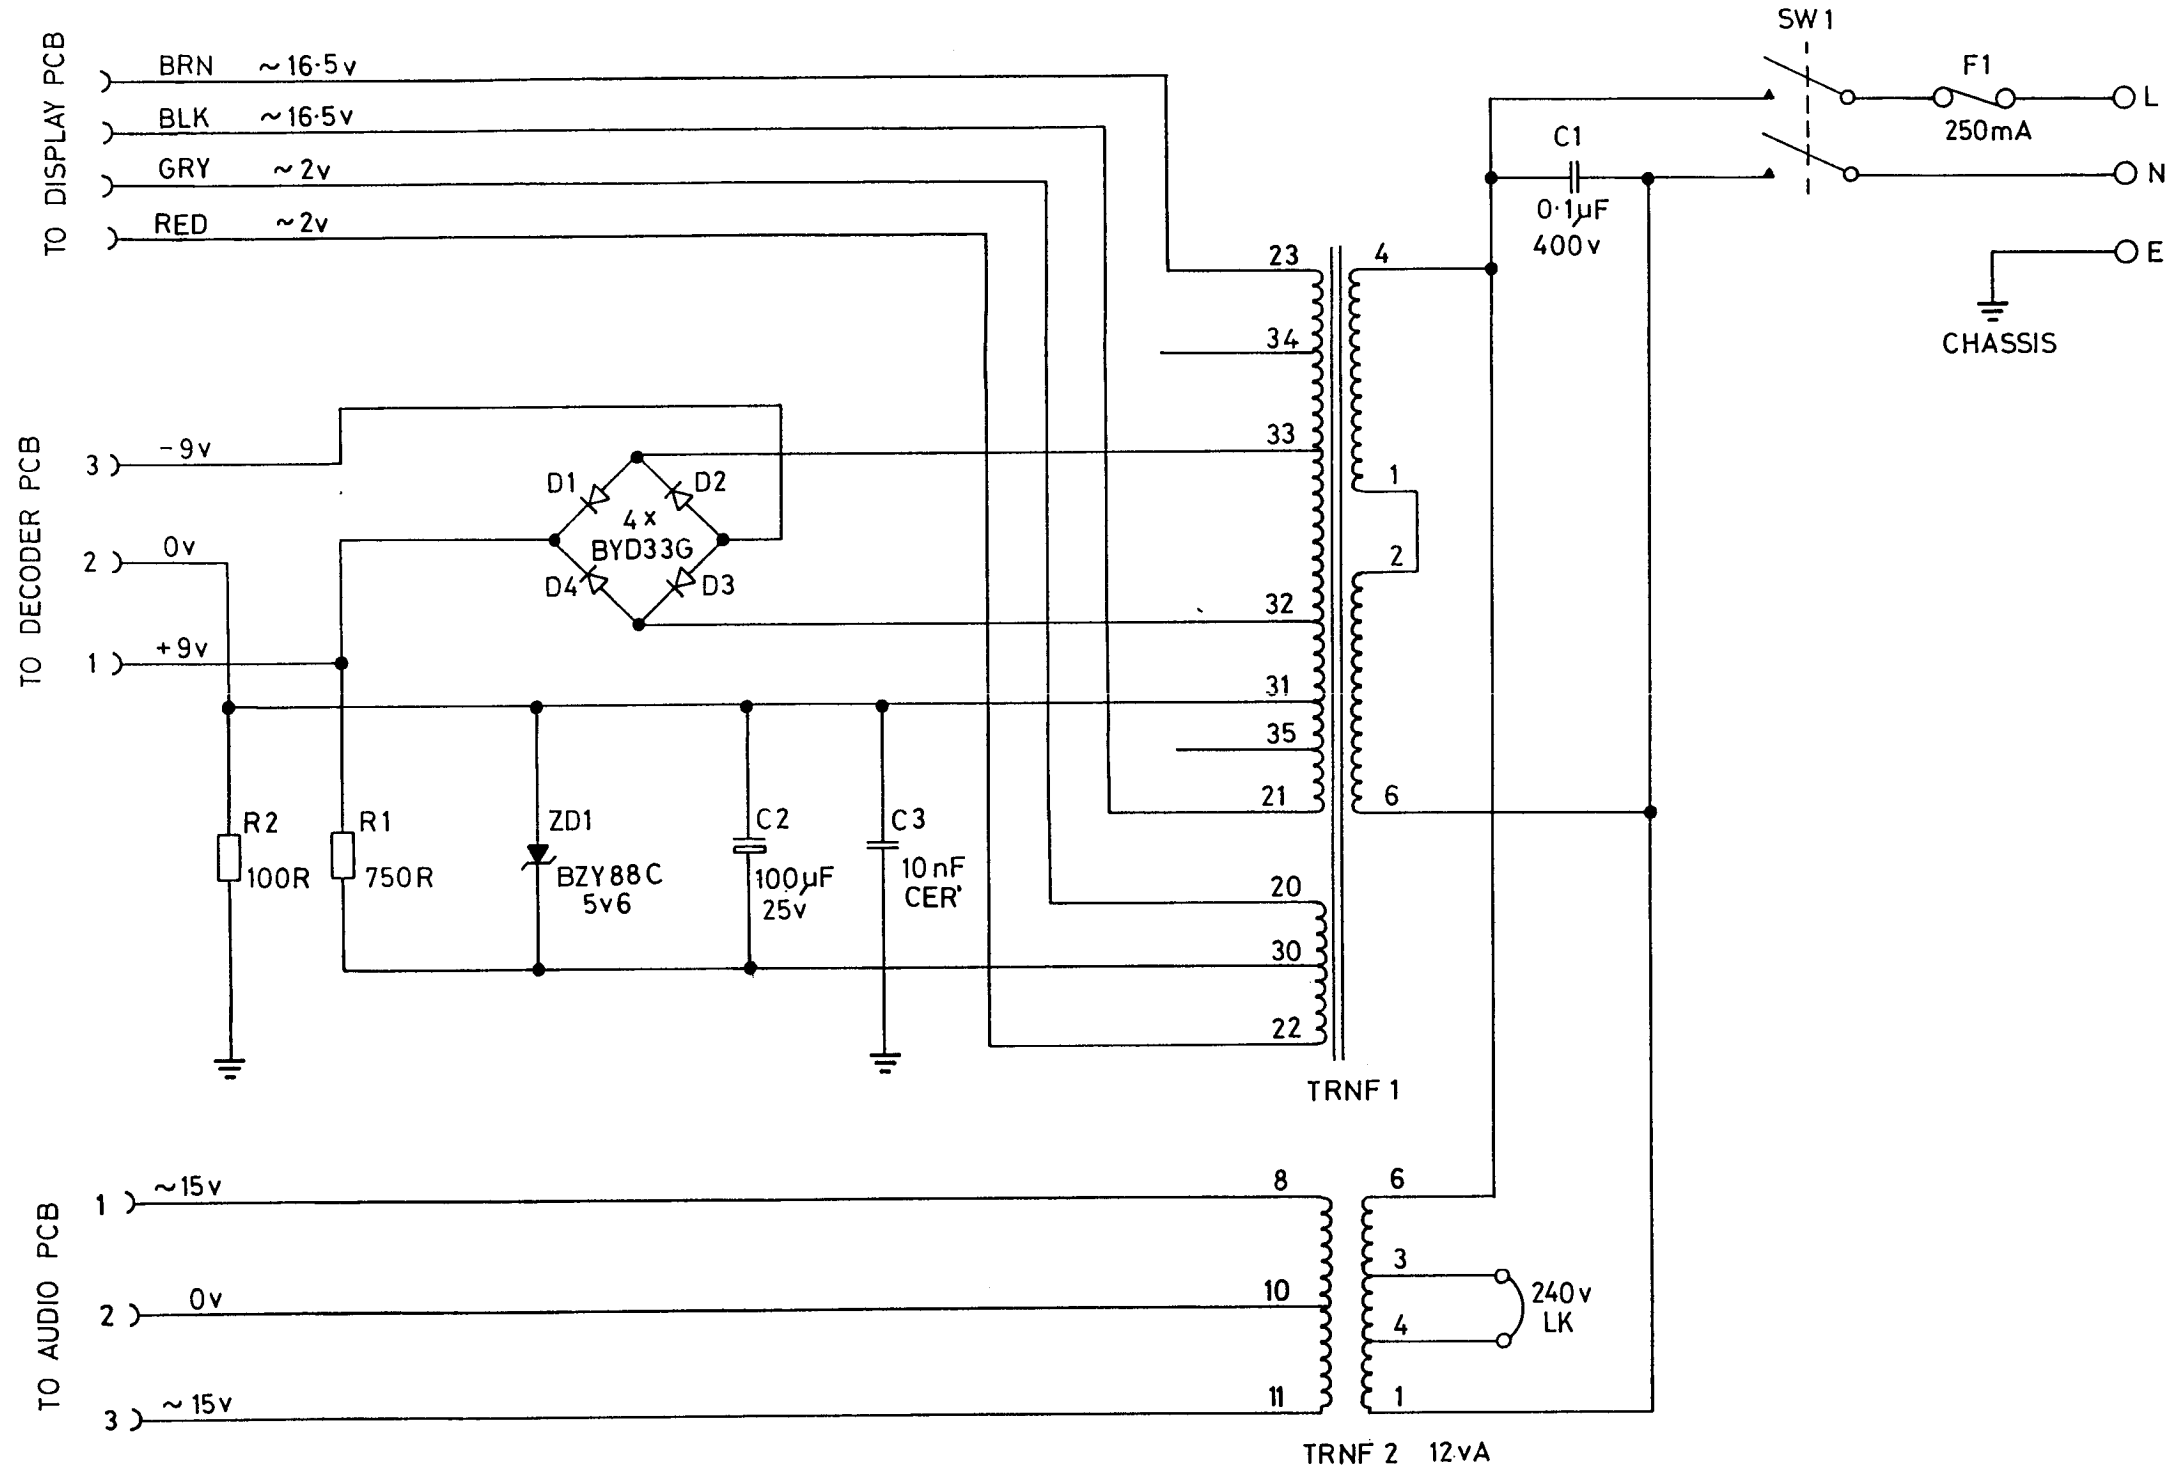 SW1
TO DISPLAY PCB
BRN ~16·5v
BLK ~16·5v
GRY ~2v
RED ~2v
F1
250mA
L
N
E
C1
0·1µF
400v
CHASSIS
23
34
33
32
31
35
21
20
30
22
4
1
2
6
TRNF 1
TO DECODER PCB
3 -9v
2 0v
1 +9v
D1
D2
4×
BYD33G
D4
D3
R2
100R
R1
750R
ZD1
BZY88C
5v6
C2
100µF
25v
C3
10nF
CER'
TO AUDIO PCB
1 ~15v
2 0v
3 ~15v
8
10
11
6
3
4
1
240v
LK
TRNF 2 12vA